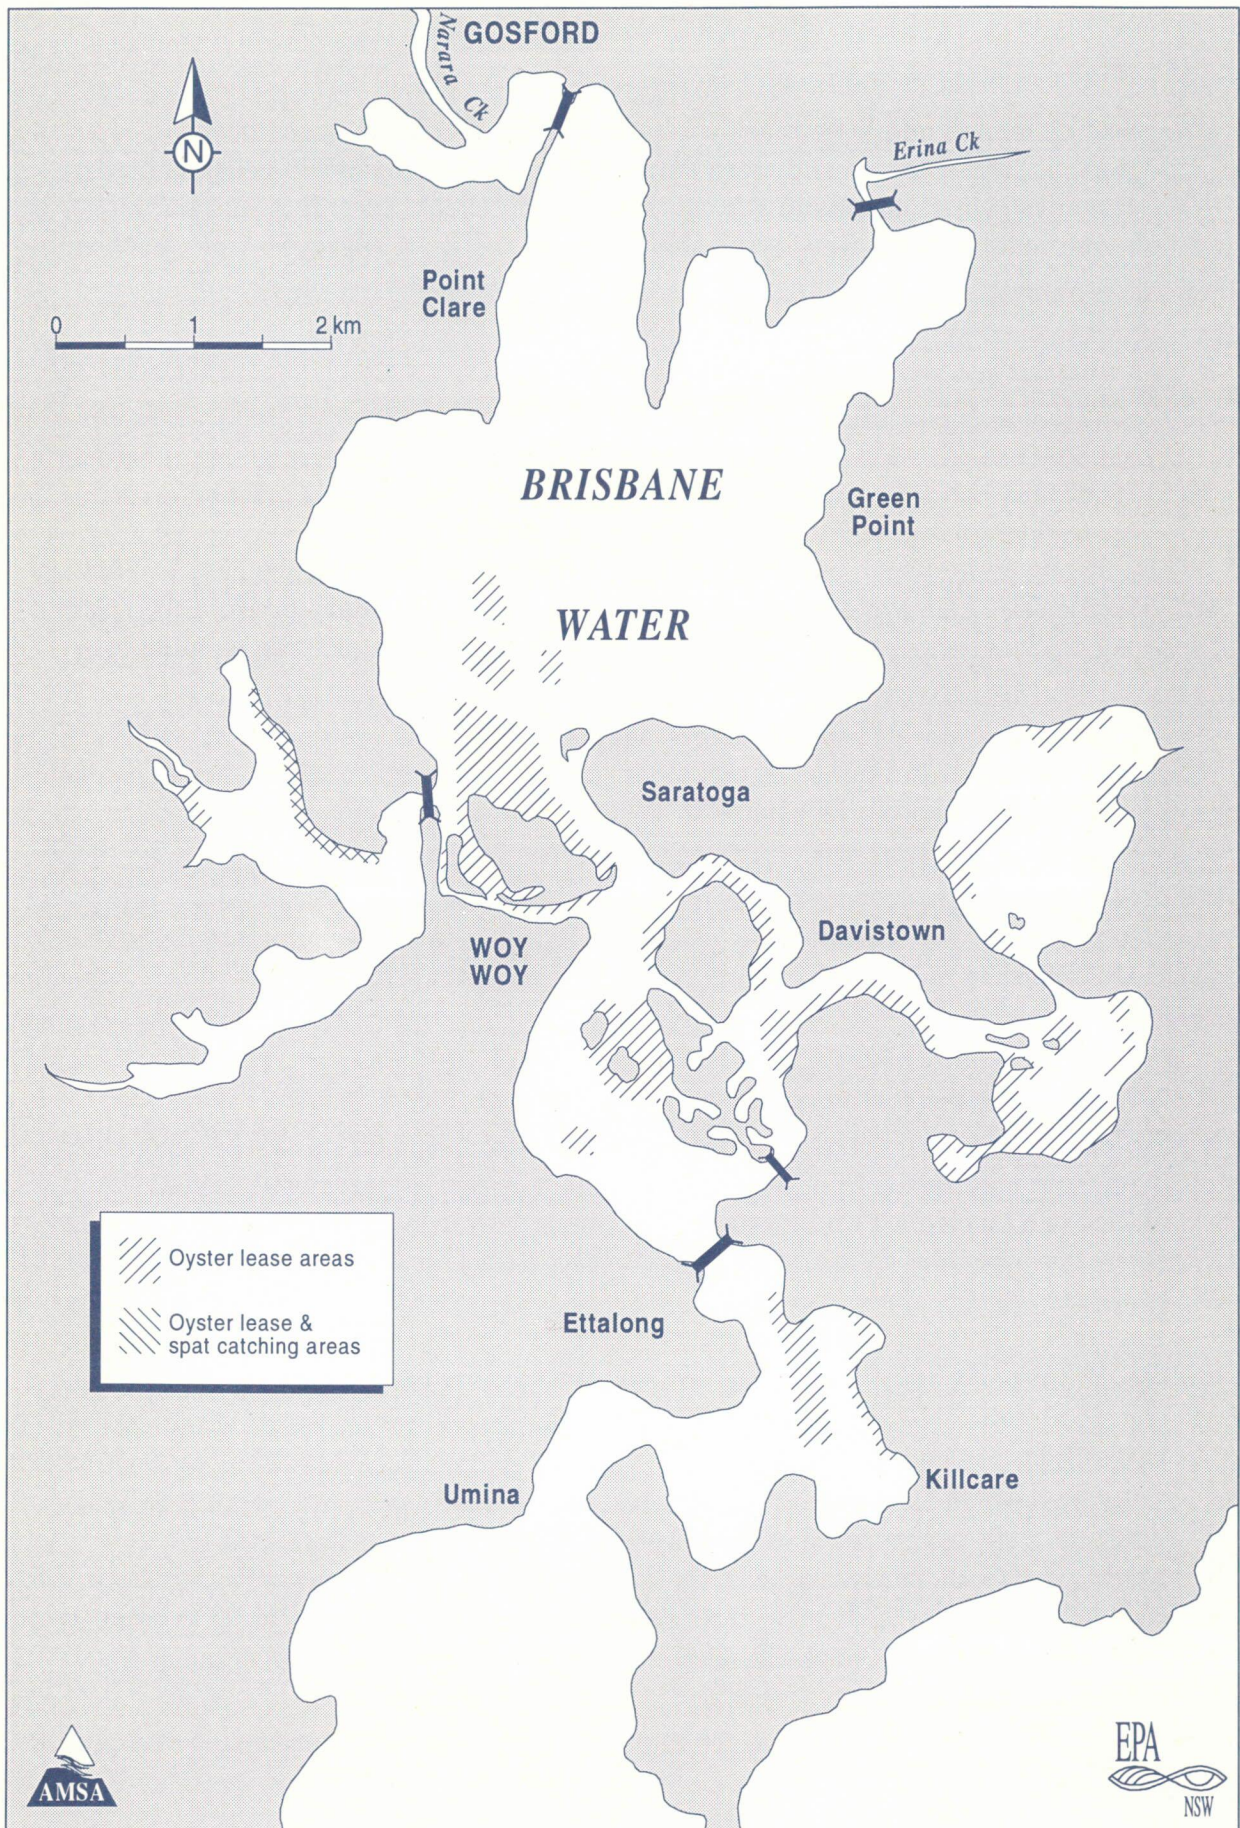 GOSFORD
Narara Ck
N
Erina Ck
Point
Clare
0 1 2 km
BRISBANE
Green
Point
WATER
Saratoga
Davistown
WOY
WOY
Oyster lease areas
Oyster lease &
spat catching areas
Ettalong
Umina
Killcare
EPA
NSW
AMSA